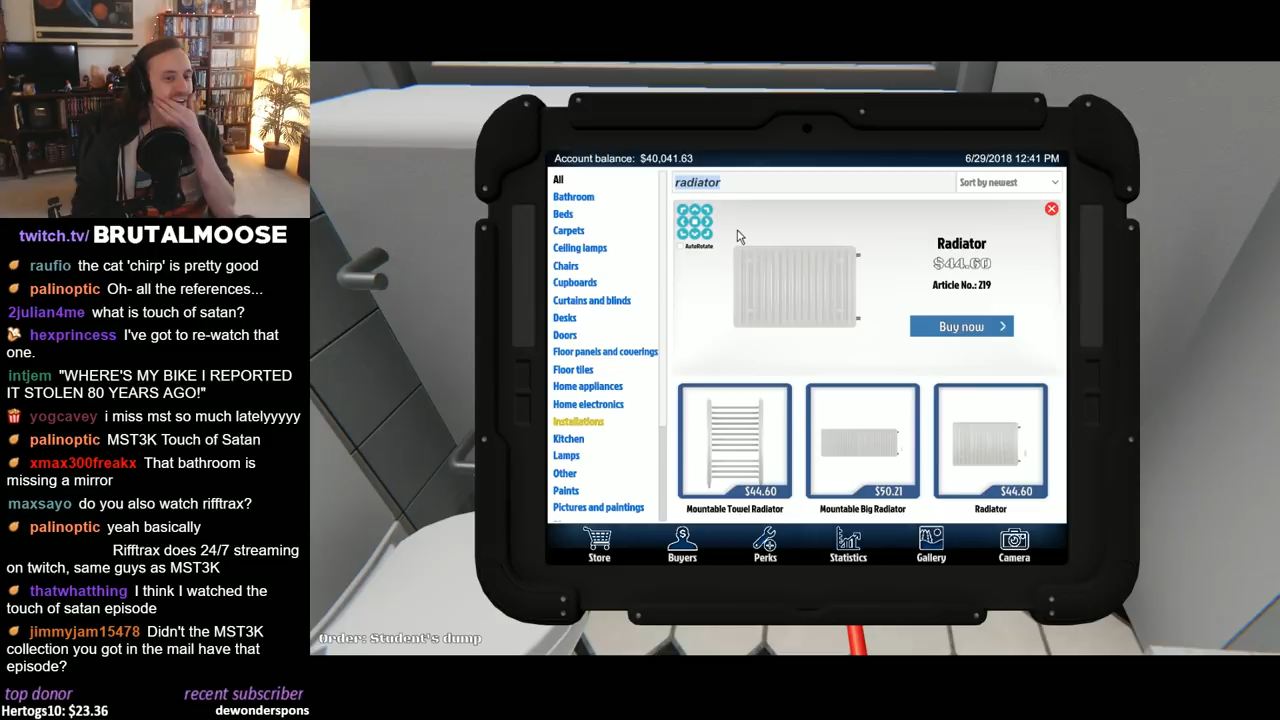 twitch.tv/ BRUTALMOOSE
raufio the cat 'chirp' is pretty good
palinoptic Oh- all the references...
2julian4me what is touch of satan?
hexprincess I've got to re-watch that
one.
intjem "WHERE'S MY BIKE I REPORTED
IT STOLEN 80 YEARS AGO!"
yogcavey i miss mst so much latelyyyyy
palinoptic MST3K Touch of Satan
xmax300freakx That bathroom is
missing a mirror
maxsayo do you also watch rifftrax?
palinoptic yeah basically
Rifftrax does 24/7 streaming
on twitch, same guys as MST3K
thatwhatthing I think I watched the
touch of satan episode
jimmyjam15478 Didn't the MST3K
collection you got in the mail have that
episode?
top donor
Hertogs10: $23.36
recent subscriber
dewonderspons
Account balance: $40,041.63
6/29/2018 12:41 PM
All
Bathroom
Beds
Carpets
Ceiling lamps
Chairs
Cupboards
Curtains and blinds
Desks
Doors
Floor panels and coverings
Floor tiles
Home appliances
Home electronics
Installations
Kitchen
Lamps
Other
Paints
Pictures and paintings
radiator
Sort by newest
AutoRotate
Radiator
$44.60
Article No.: Z19
Buy now
$44.60
Mountable Towel Radiator
$50.21
Mountable Big Radiator
$44.60
Radiator
Store
Buyers
Perks
Statistics
Gallery
Camera
Order: Student's dump